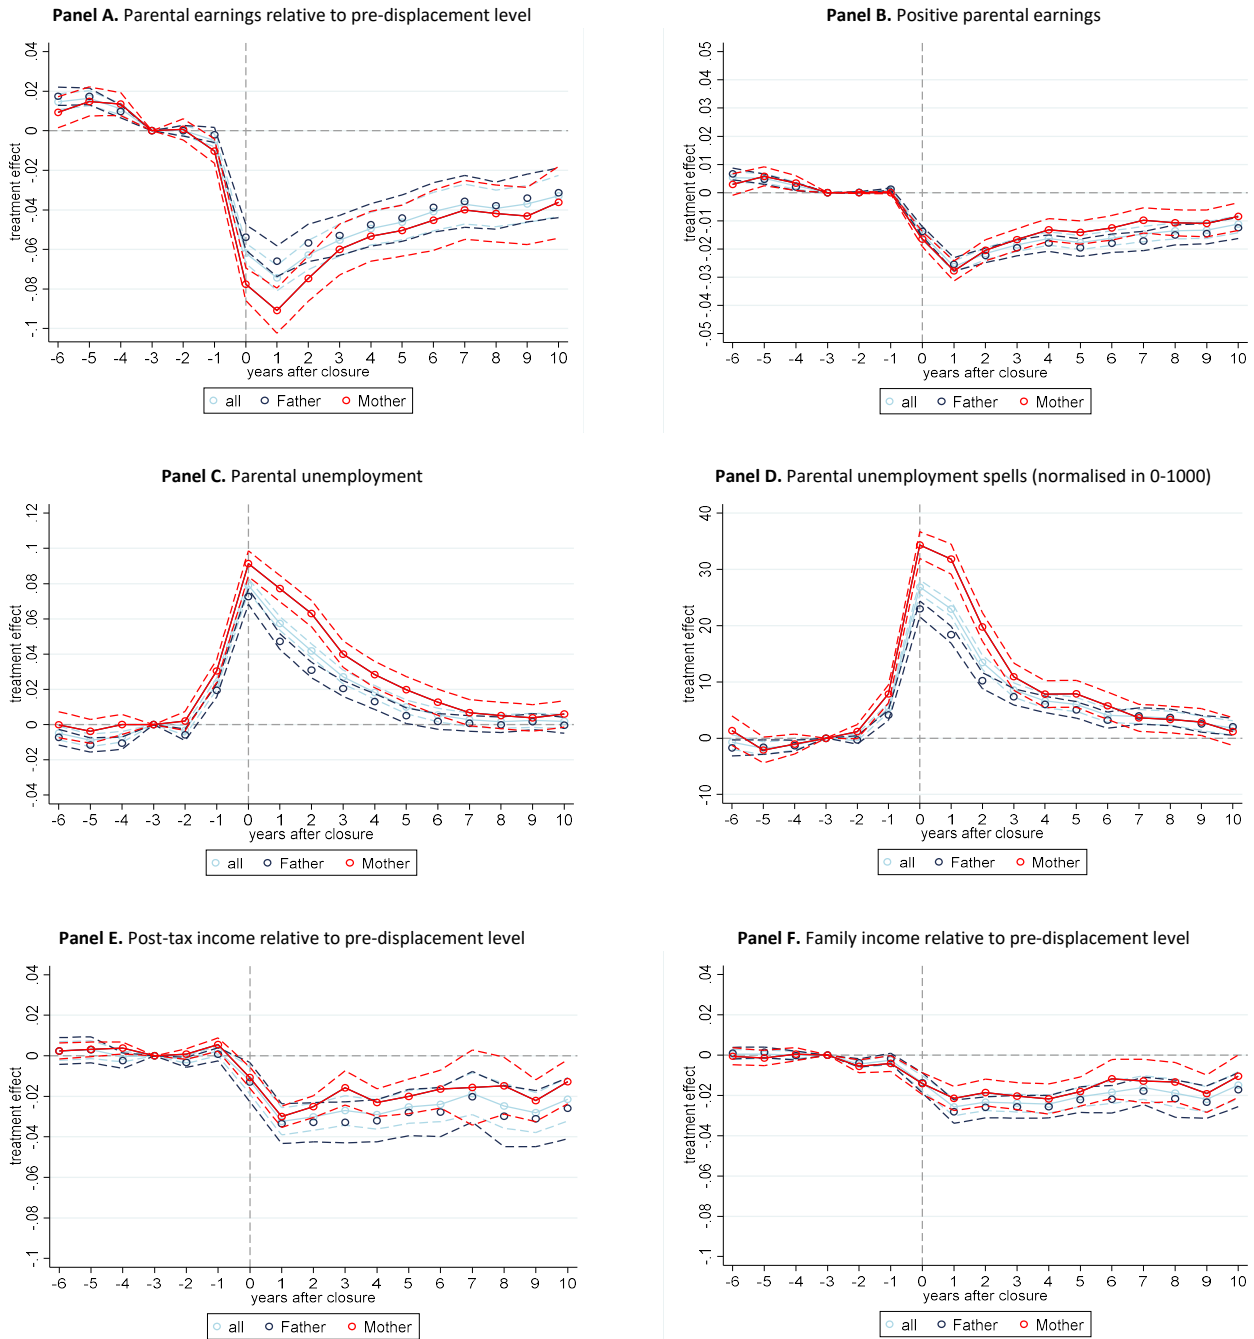 Panel A. Parental earnings relative to pre-displacement level
treatment effect
.04
.02
0
-.02
-.04
-.06
-.08
-.1
-6 -5 -4 -3 -2 -1 0 1 2 3 4 5 6 7 8 9 10
years after closure
all Father Mother
Panel B. Positive parental earnings
treatment effect
.05
.04
.03
.02
.01
0
-.01
-.02
-.03
-.04
-.05
-6 -5 -4 -3 -2 -1 0 1 2 3 4 5 6 7 8 9 10
years after closure
all Father Mother
Panel C. Parental unemployment
treatment effect
.12
.1
.08
.06
.04
.02
0
-.02
-.04
-6 -5 -4 -3 -2 -1 0 1 2 3 4 5 6 7 8 9 10
years after closure
all Father Mother
Panel D. Parental unemployment spells (normalised in 0-1000)
treatment effect
40
30
20
10
0
-10
-6 -5 -4 -3 -2 -1 0 1 2 3 4 5 6 7 8 9 10
years after closure
all Father Mother
Panel E. Post-tax income relative to pre-displacement level
treatment effect
.04
.02
0
-.02
-.04
-.06
-.08
-.1
-6 -5 -4 -3 -2 -1 0 1 2 3 4 5 6 7 8 9 10
years after closure
all Father Mother
Panel F. Family income relative to pre-displacement level
treatment effect
.04
.02
0
-.02
-.04
-.06
-.08
-.1
-6 -5 -4 -3 -2 -1 0 1 2 3 4 5 6 7 8 9 10
years after closure
all Father Mother